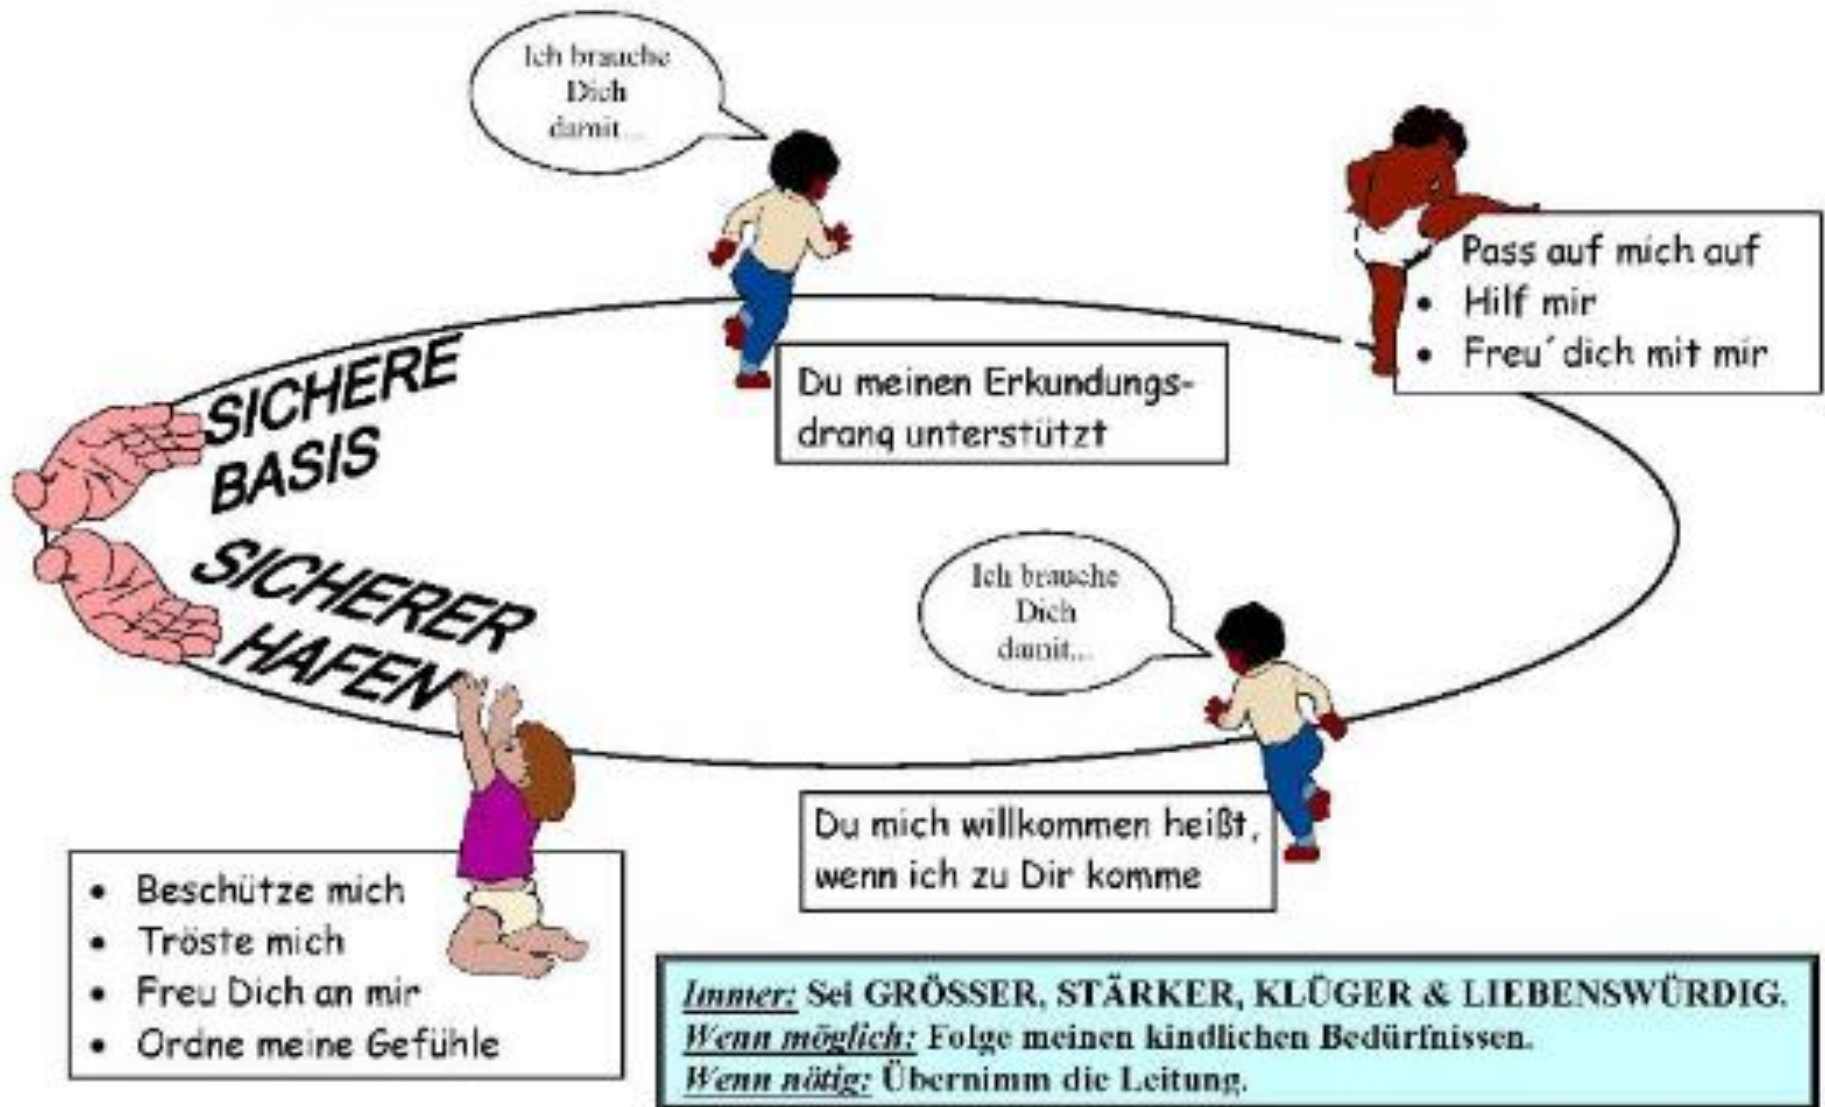 Ich brauche
Dich
damit...
Pass auf mich auf
• Hilf mir
• Freu´dich mit mir
SICHERE
BASIS
Du meinen Erkundungs-
drang unterstützt
SICHERER
HAFEN
Ich brauche
Dich
damit...
Du mich willkommen heißt,
wenn ich zu Dir komme
• Beschütze mich
• Tröste mich
• Freu Dich an mir
• Ordne meine Gefühle
Immer: Sei GRÖSSER, STÄRKER, KLÜGER & LIEBENSWÜRDIG.
Wenn möglich: Folge meinen kindlichen Bedürfnissen.
Wenn nötig: Übernimm die Leitung.